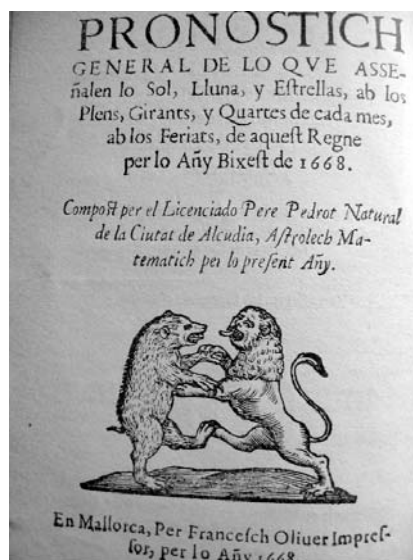 PRONOSTICH
GENERAL DE LO QVE ASSE-
ñalen lo Sol, Lluna, y Eſtrellas, ab los
Plens, Girants, y Quartes de cada mes,
ab los Feriats, de aqueſt Regne
per lo Añy Bixeſt de 1668.
Compoſt per el Licenciado Pere Pedrot Natural
de la Ciutat de Alcudia, Aſtrolech Ma-
tematich per lo preſent Añy.
En Mallorca, Per Franceſch Oliuer Impreſ-
ſor, per lo Añy 1668